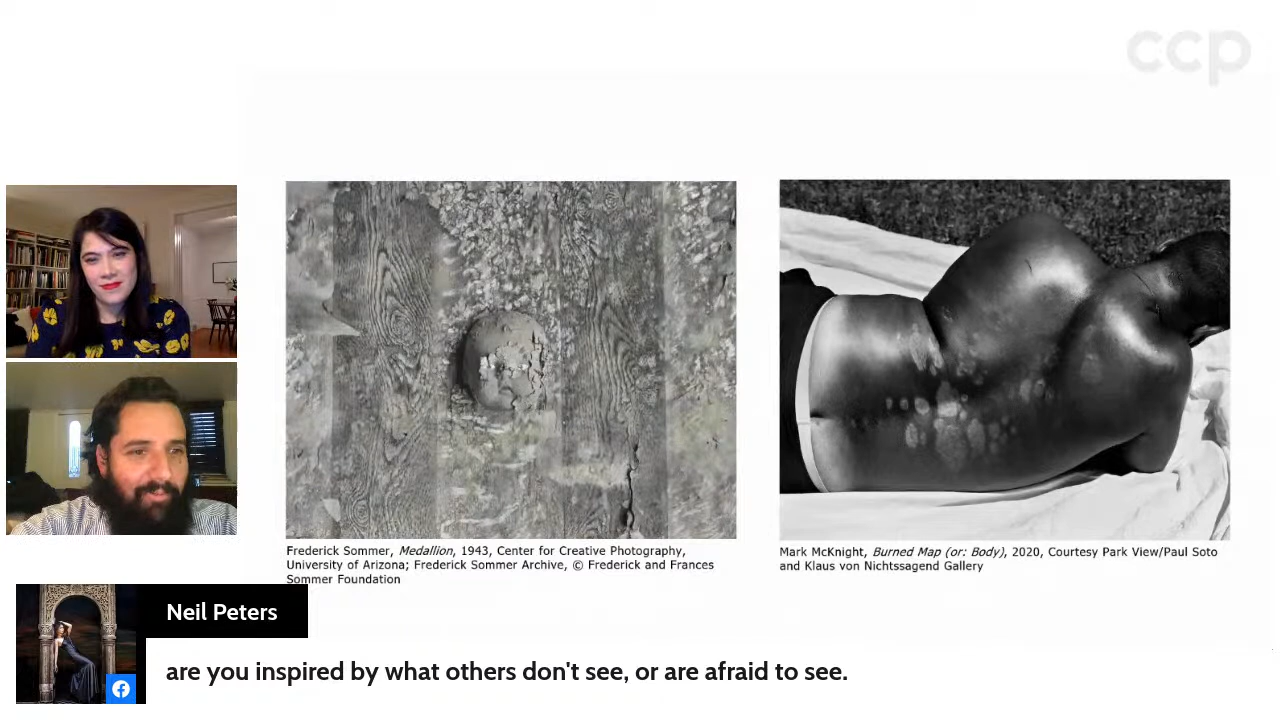 ccp
Frederick Sommer, Medallion, 1943, Center for Creative Photography,
University of Arizona; Frederick Sommer Archive, © Frederick and Frances
Sommer Foundation
Mark McKnight, Burned Map (or: Body), 2020, Courtesy Park View/Paul Soto
and Klaus von Nichtssagend Gallery
Neil Peters
are you inspired by what others don't see, or are afraid to see.